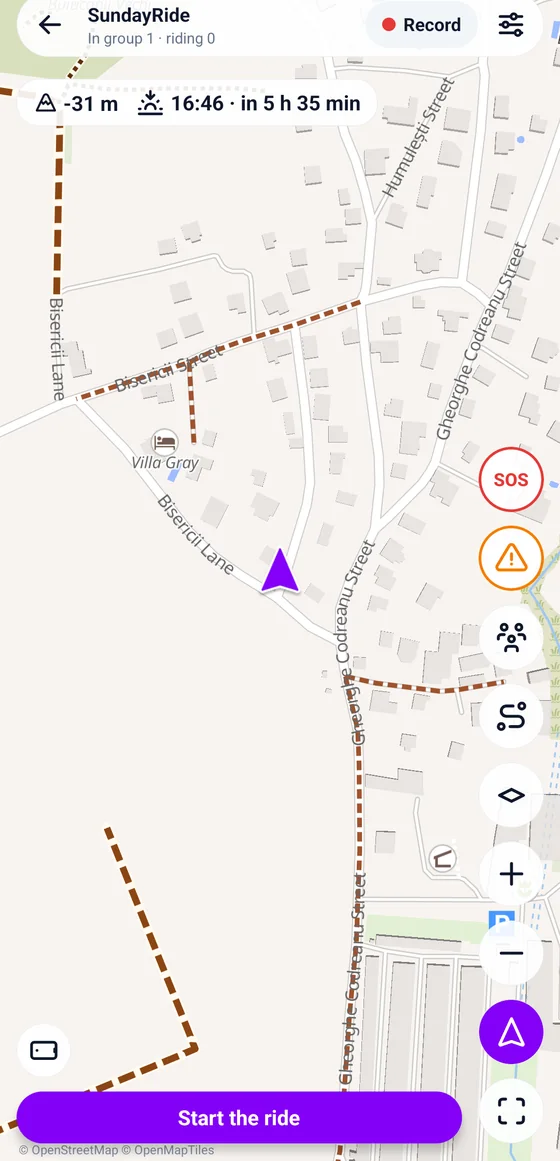 SundayRide
In group 1 · riding 0
Record
-31 m
16:46 · in 5 h 35 min
Humulești Street
Gheorghe Codreanu Street
Bisericii Lane
Bisericii Street
Villa Gray
Bisericii Lane
SOS
Gheorghe Codreanu Street
Gheorghe Codreanu Street
P
Start the ride
© OpenStreetMap © OpenMapTiles